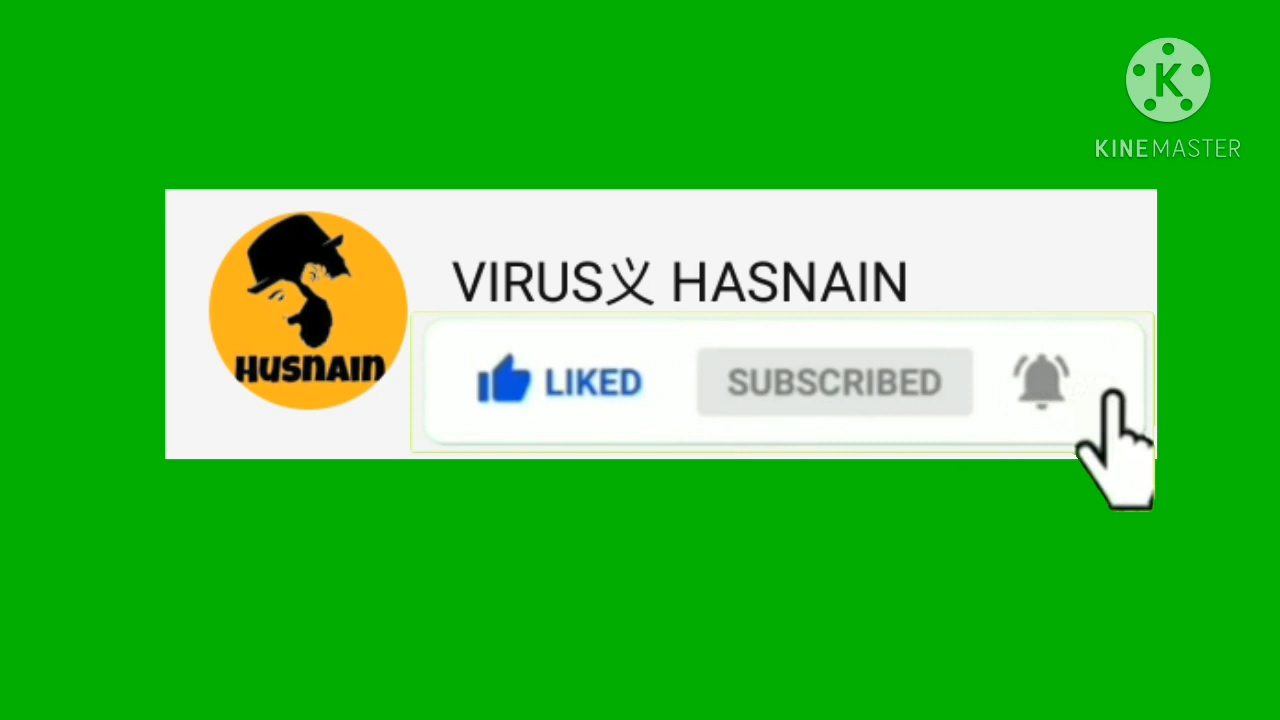 K
KINEMASTER
VIRUS义 HASNAIN
HUSNAIN
LIKED
SUBSCRIBED